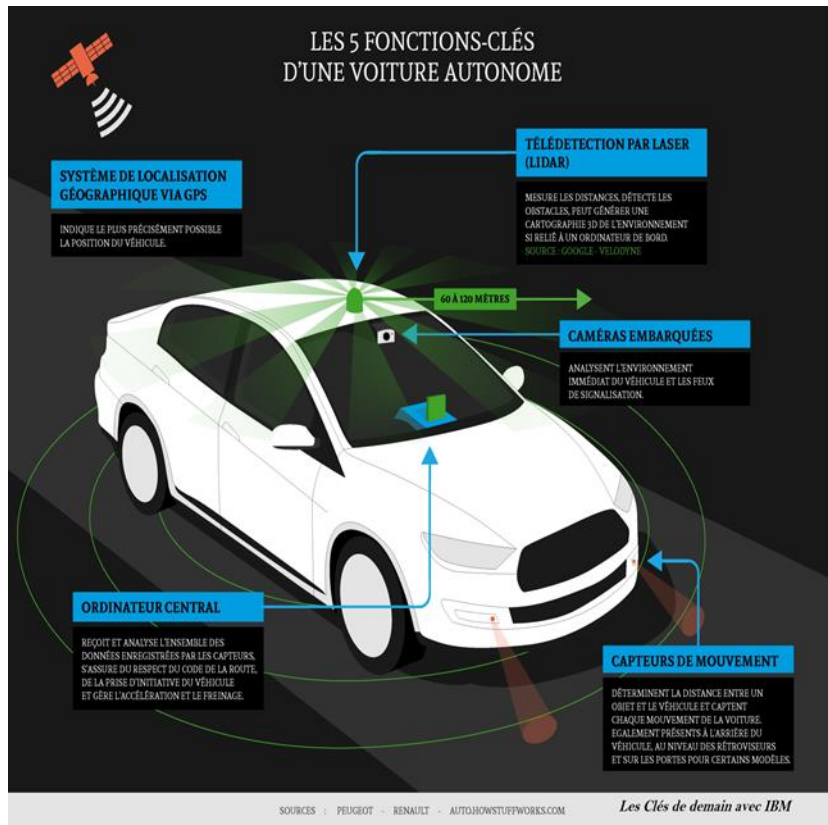 LES 5 FONCTIONS-CLÉS
D'UNE VOITURE AUTONOME
SYSTÈME DE LOCALISATION
GÉOGRAPHIQUE VIA GPS
INDIQUE LE PLUS PRÉCISÉMENT POSSIBLE
LA POSITION DU VÉHICULE.
TÉLÉDETECTION PAR LASER
(LIDAR)
MESURE LES DISTANCES, DÉTECTE LES
OBSTACLES, PEUT GÉNÉRER UNE
CARTOGRAPHIE 3D DE L'ENVIRONNEMENT
SI RELIÉ À UN ORDINATEUR DE BORD.
SOURCE : GOOGLE - VELODYNE
60 À 120 MÈTRES
CAMÉRAS EMBARQUÉES
ANALYSENT L'ENVIRONNEMENT
IMMÉDIAT DU VÉHICULE ET LES FEUX
DE SIGNALISATION.
ORDINATEUR CENTRAL
REÇOIT ET ANALYSE L'ENSEMBLE DES
DONNÉES ENREGISTRÉES PAR LES CAPTEURS,
S'ASSURE DU RESPECT DU CODE DE LA ROUTE,
DE LA PRISE D'INITIATIVE DU VÉHICULE
ET GÈRE L'ACCÉLÉRATION ET LE FREINAGE.
CAPTEURS DE MOUVEMENT
DÉTERMINENT LA DISTANCE ENTRE UN
OBJET ET LE VÉHICULE ET CAPTENT
CHAQUE MOUVEMENT DE LA VOITURE.
EGALEMENT PRÉSENTS À L'ARRIÈRE DU
VÉHICULE, AU NIVEAU DES RÉTROVISEURS
ET SUR LES PORTES POUR CERTAINS MODÈLES.
SOURCES : PEUGEOT - RENAULT - AUTO.HOWSTUFFWORKS.COM
Les Clés de demain avec IBM